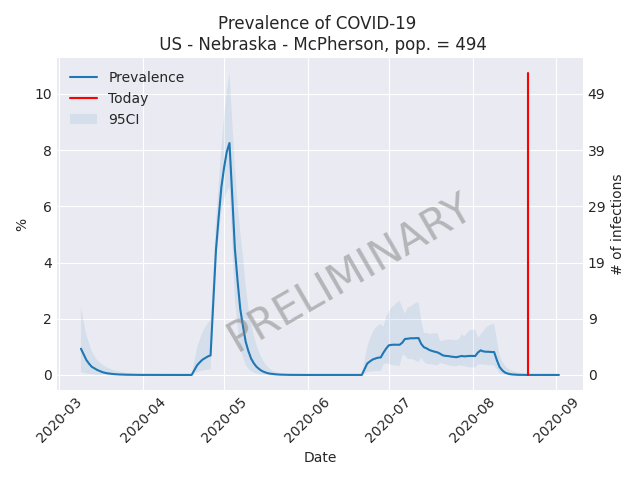 Prevalence of COVID-19
US - Nebraska - McPherson, pop. = 494
Prevalence
Today
95CI
PRELIMINARY
%
10
8
6
4
2
0
# of infections
49
39
29
19
9
0
2020-03
2020-04
2020-05
2020-06
2020-07
2020-08
2020-09
Date